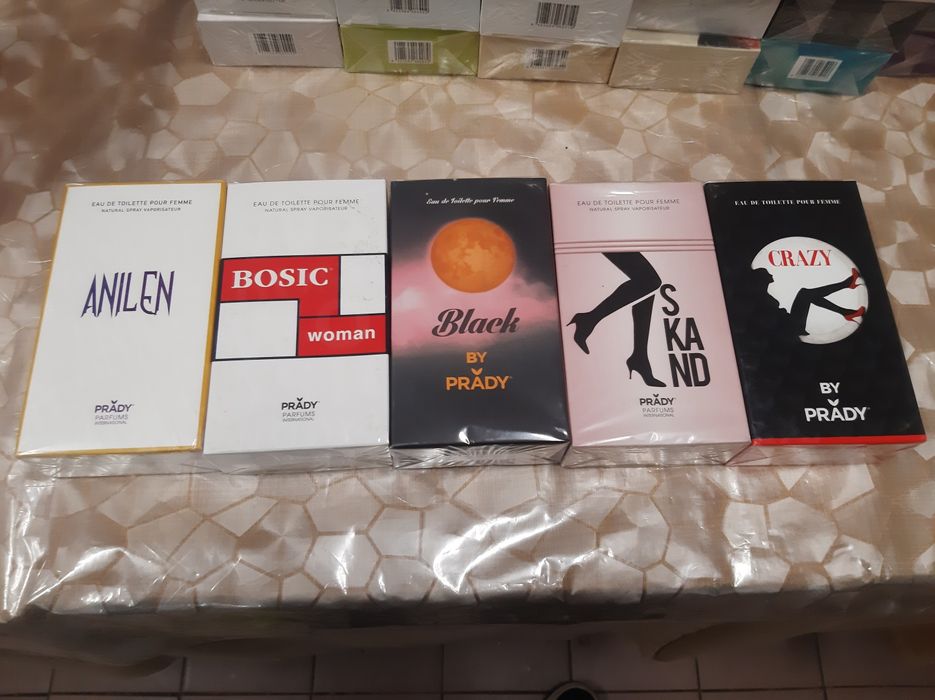 EAU DE TOILETTE POUR FEMME
NATURAL SPRAY VAPORISATEUR
ANILEN
PRADY
PARFUMS
INTERNATIONAL
EAU DE TOILETTE POUR FEMME
NATURAL SPRAY VAPORISATEUR
BOSIC
woman
PRADY
PARFUMS
INTERNATIONAL
Eau de Toilette pour Femme
Black
BY
PRADY
EAU DE TOILETTE POUR FEMME
NATURAL SPRAY VAPORISATEUR
S
KA
ND
PRADY
PARFUMS
INTERNATIONAL
EAU DE TOILETTE POUR FEMME
CRAZY
BY
PRADY